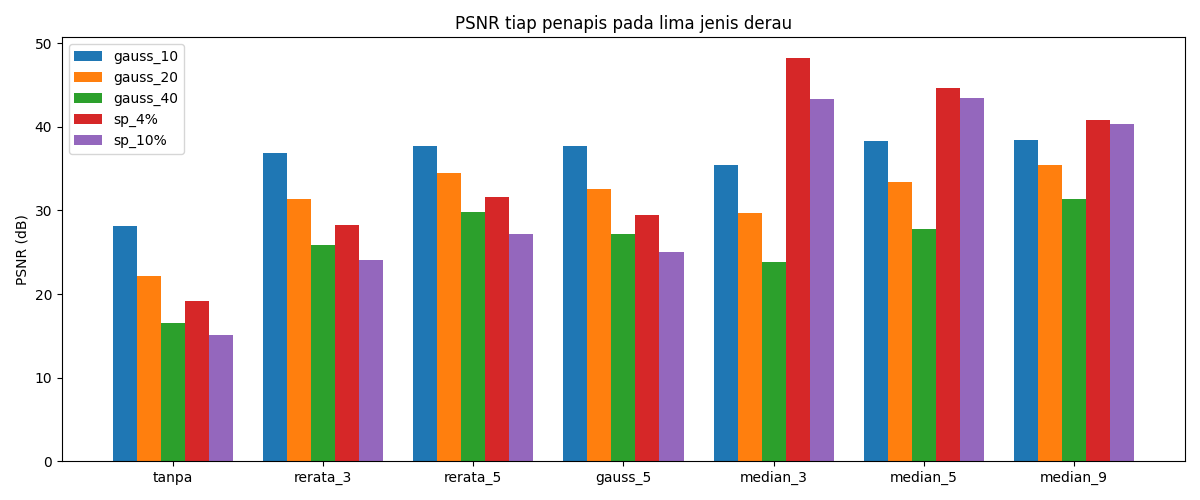 PSNR tiap penapis pada lima jenis derau
gauss_10
gauss_20
gauss_40
sp_4%
sp_10%
PSNR (dB)
50
40
30
20
10
0
tanpa
rerata_3
rerata_5
gauss_5
median_3
median_5
median_9